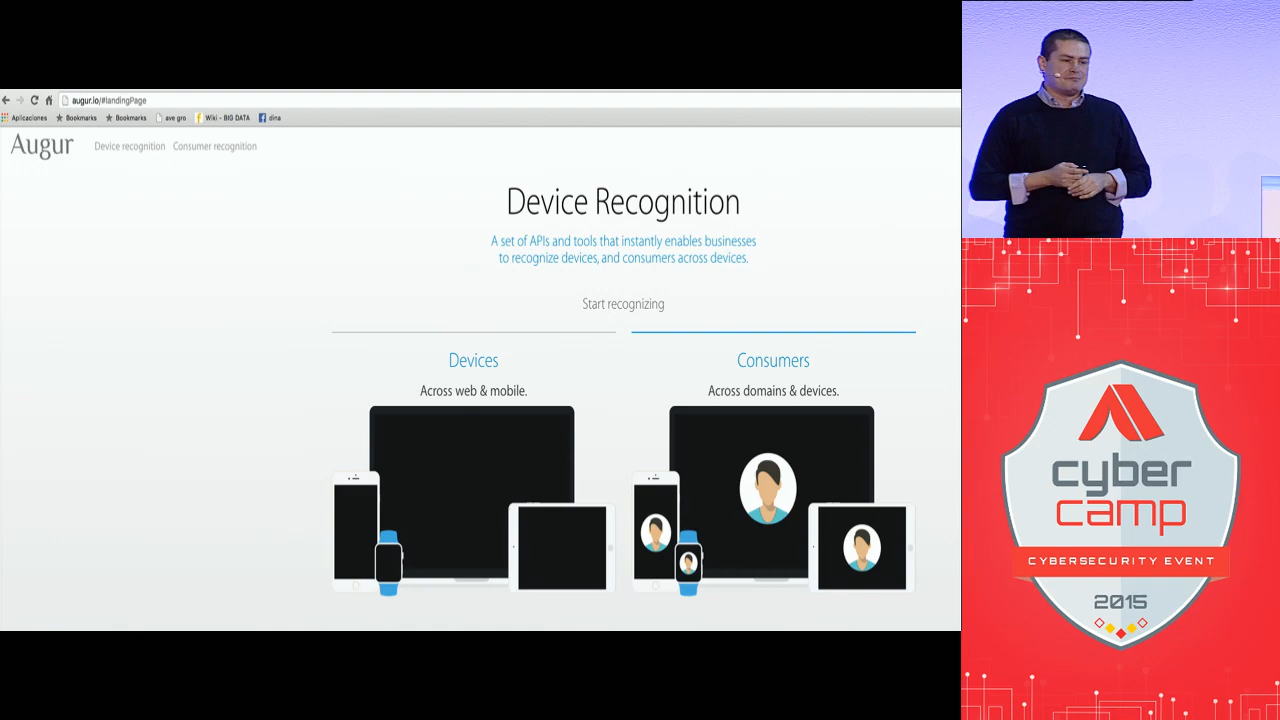 augur.io/#landingPage
Aplicaciones Bookmarks Bookmarks ave gro Wiki - BIG DATA dina
Augur Device recognition Consumer recognition
Device Recognition
A set of APIs and tools that instantly enables businesses
to recognize devices, and consumers across devices.
Start recognizing
Devices
Across web & mobile.
Consumers
Across domains & devices.
cyber
camp
CYBERSECURITY EVENT
2015